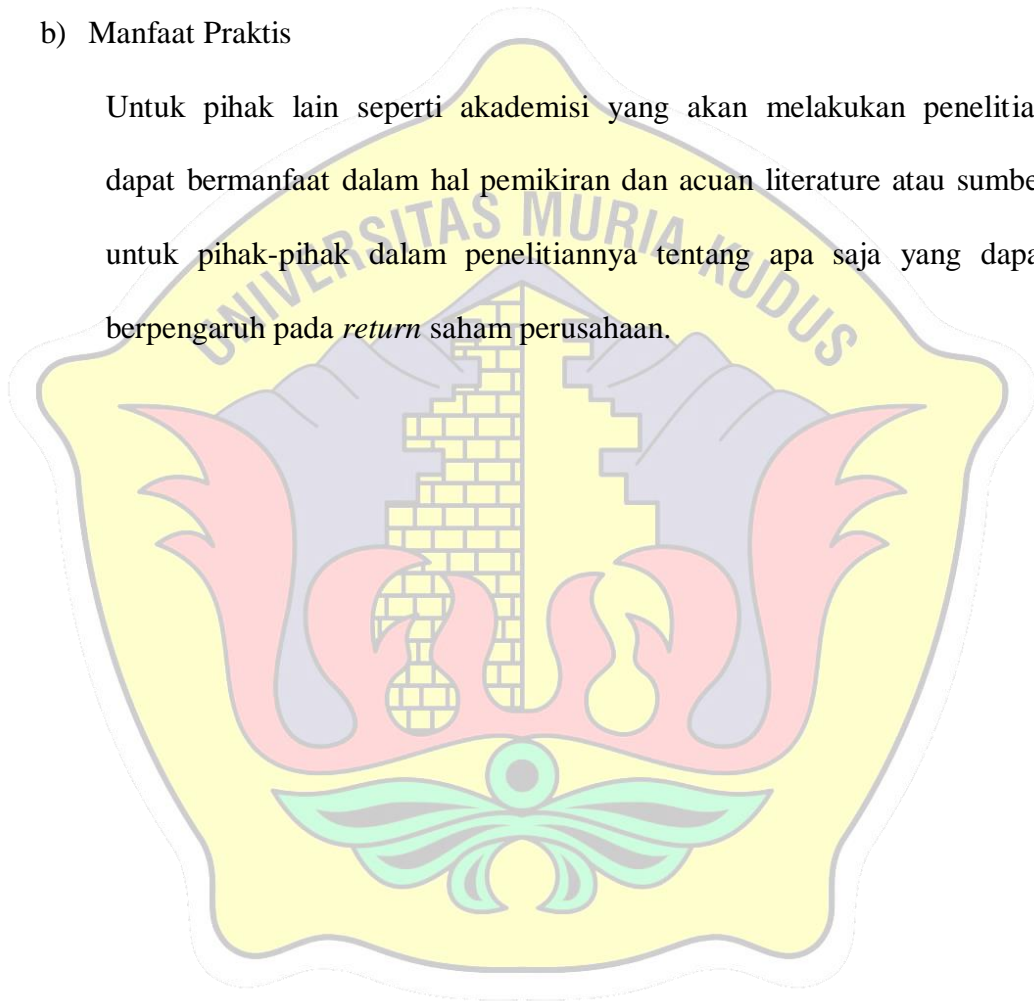 b) Manfaat Praktis
Untuk pihak lain seperti akademisi yang akan melakukan penelitia
dapat bermanfaat dalam hal pemikiran dan acuan literature atau sumbe
untuk pihak-pihak dalam penelitiannya tentang apa saja yang dapa
berpengaruh pada return saham perusahaan.
UNIVERSITAS MURIA KUDUS